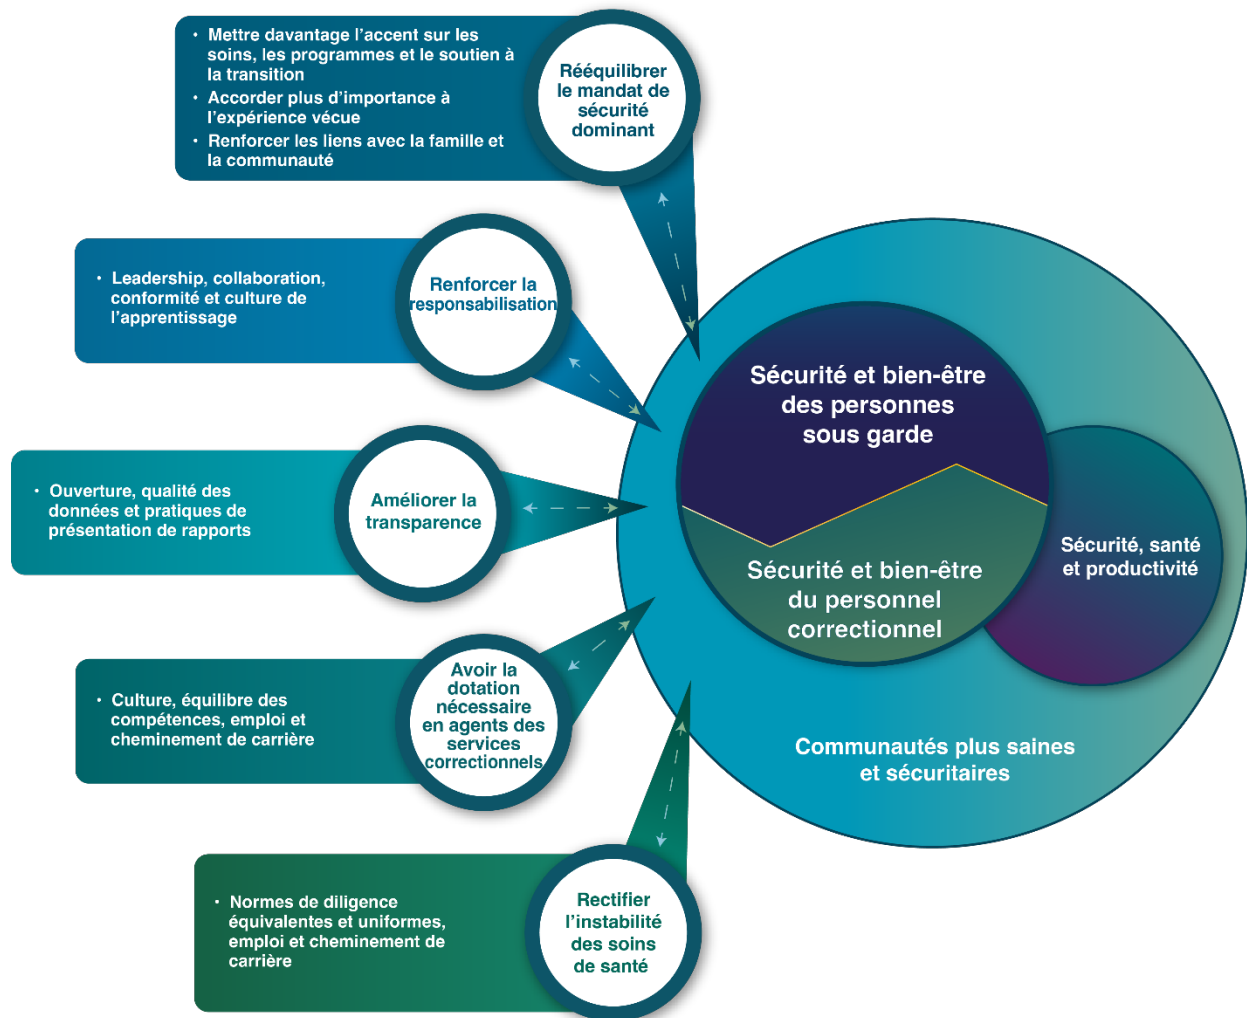 • Mettre davantage l’accent sur les
soins, les programmes et le soutien à
la transition
• Accorder plus d’importance à
l’expérience vécue
• Renforcer les liens avec la famille et
la communauté
Rééquilibrer
le mandat de
sécurité
dominant
• Leadership, collaboration,
conformité et culture de
l’apprentissage
Renforcer la
responsabilisation
• Ouverture, qualité des
données et pratiques de
présentation de rapports
Améliorer la
transparence
• Culture, équilibre des
compétences, emploi et
cheminement de carrière
Avoir la
dotation
nécessaire
en agents des
services
correctionnels
• Normes de diligence
équivalentes et uniformes,
emploi et cheminement de
carrière
Rectifier
l’instabilité
des soins
de santé
Sécurité et bien-être
des personnes
sous garde
Sécurité et bien-être
du personnel
correctionnel
Sécurité, santé
et productivité
Communautés plus saines
et sécuritaires